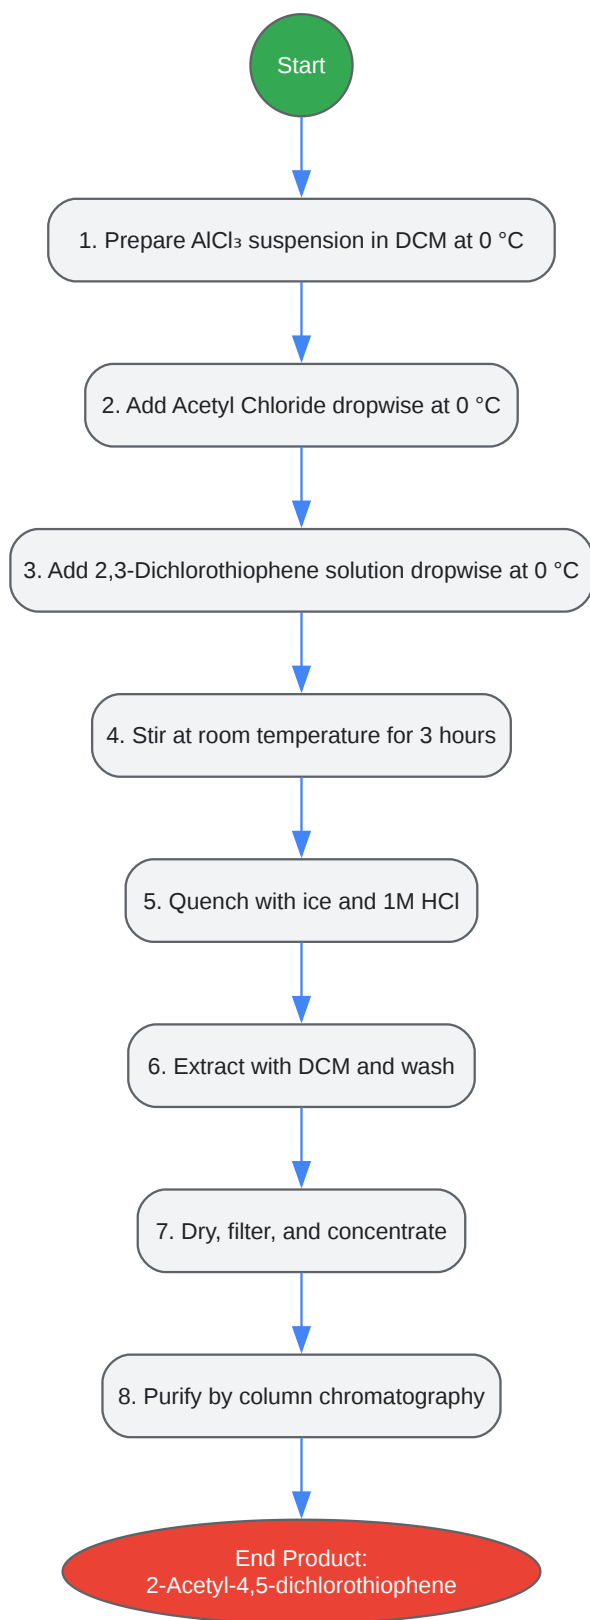 Start
1. Prepare AlCl₃ suspension in DCM at 0 °C
2. Add Acetyl Chloride dropwise at 0 °C
3. Add 2,3-Dichlorothiophene solution dropwise at 0 °C
4. Stir at room temperature for 3 hours
5. Quench with ice and 1M HCl
6. Extract with DCM and wash
7. Dry, filter, and concentrate
8. Purify by column chromatography
End Product:
2-Acetyl-4,5-dichlorothiophene